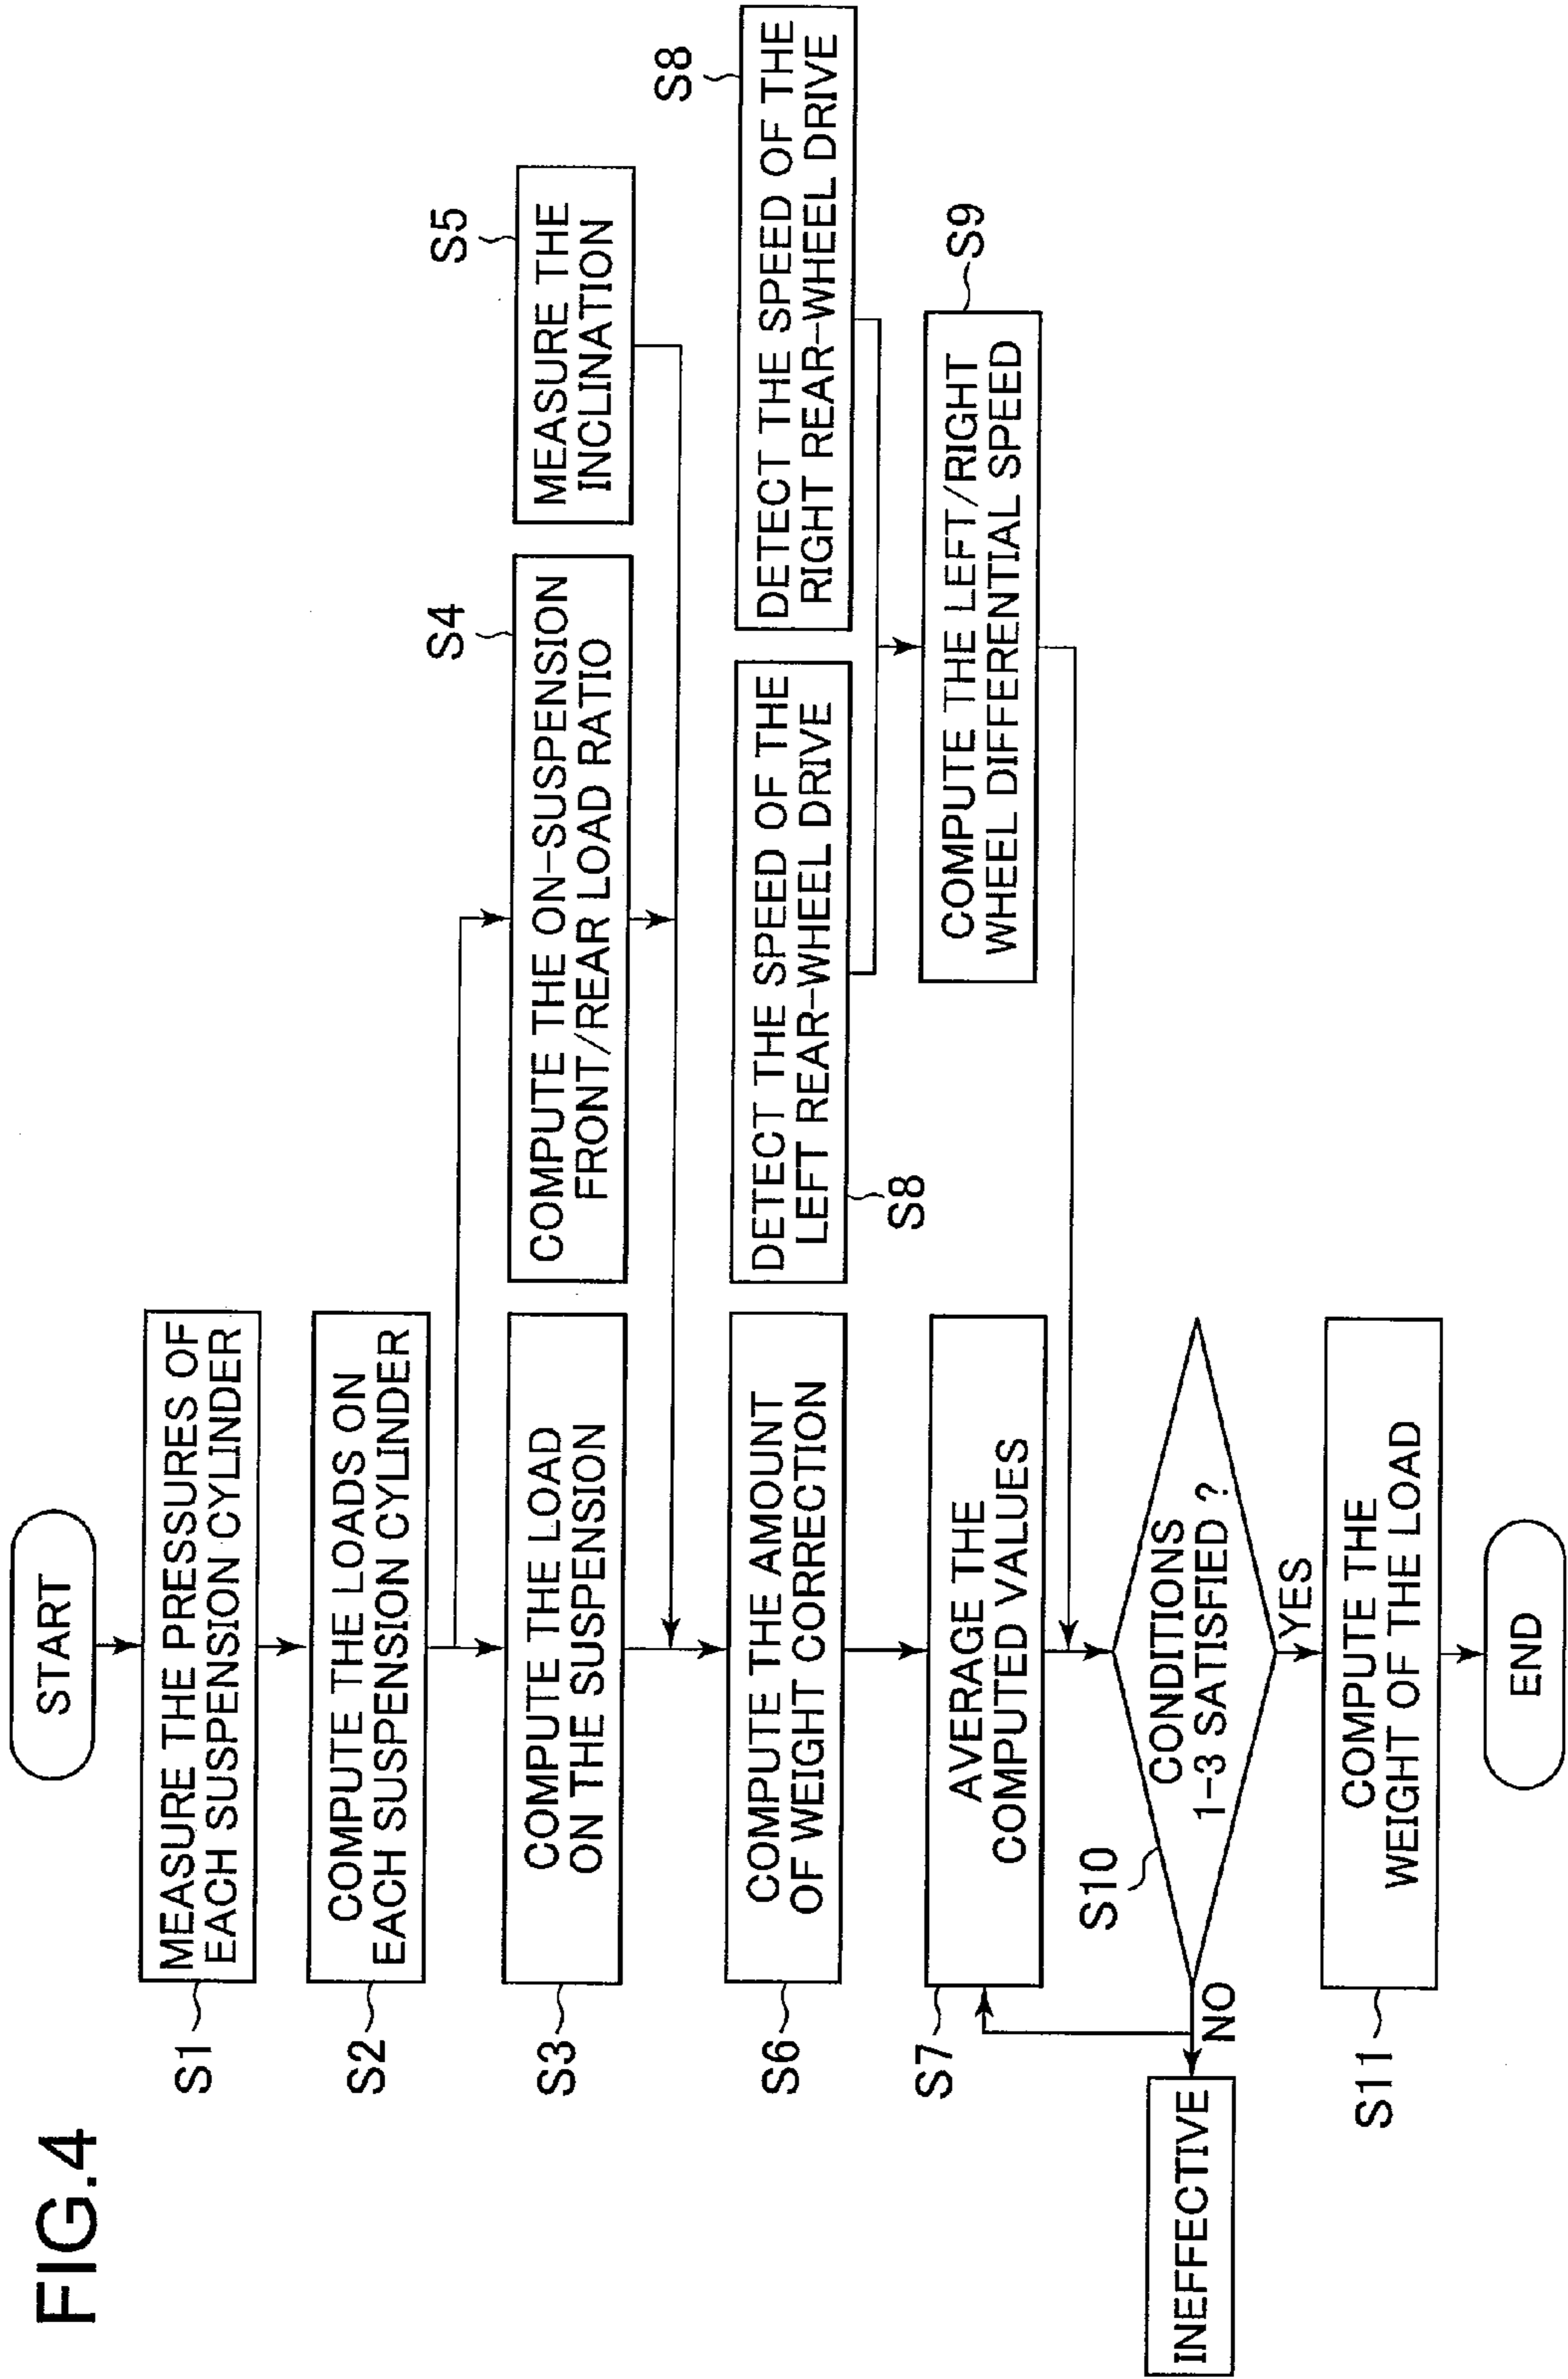 FIG.4
START
S1
MEASURE THE PRESSURES OF
EACH SUSPENSION CYLINDER
S2
COMPUTE THE LOADS ON
EACH SUSPENSION CYLINDER
S3
COMPUTE THE LOAD
ON THE SUSPENSION
S4
COMPUTE THE ON-SUSPENSION
FRONT/REAR LOAD RATIO
S5
MEASURE THE
INCLINATION
S6
COMPUTE THE AMOUNT
OF WEIGHT CORRECTION
S8
DETECT THE SPEED OF THE
LEFT REAR-WHEEL DRIVE
S8
DETECT THE SPEED OF THE
RIGHT REAR-WHEEL DRIVE
S7
AVERAGE THE
COMPUTED VALUES
S9
COMPUTE THE LEFT/RIGHT
WHEEL DIFFERENTIAL SPEED
S10
CONDITIONS
1-3 SATISFIED ?
NO
INEFFECTIVE
YES
S11
COMPUTE THE
WEIGHT OF THE LOAD
END